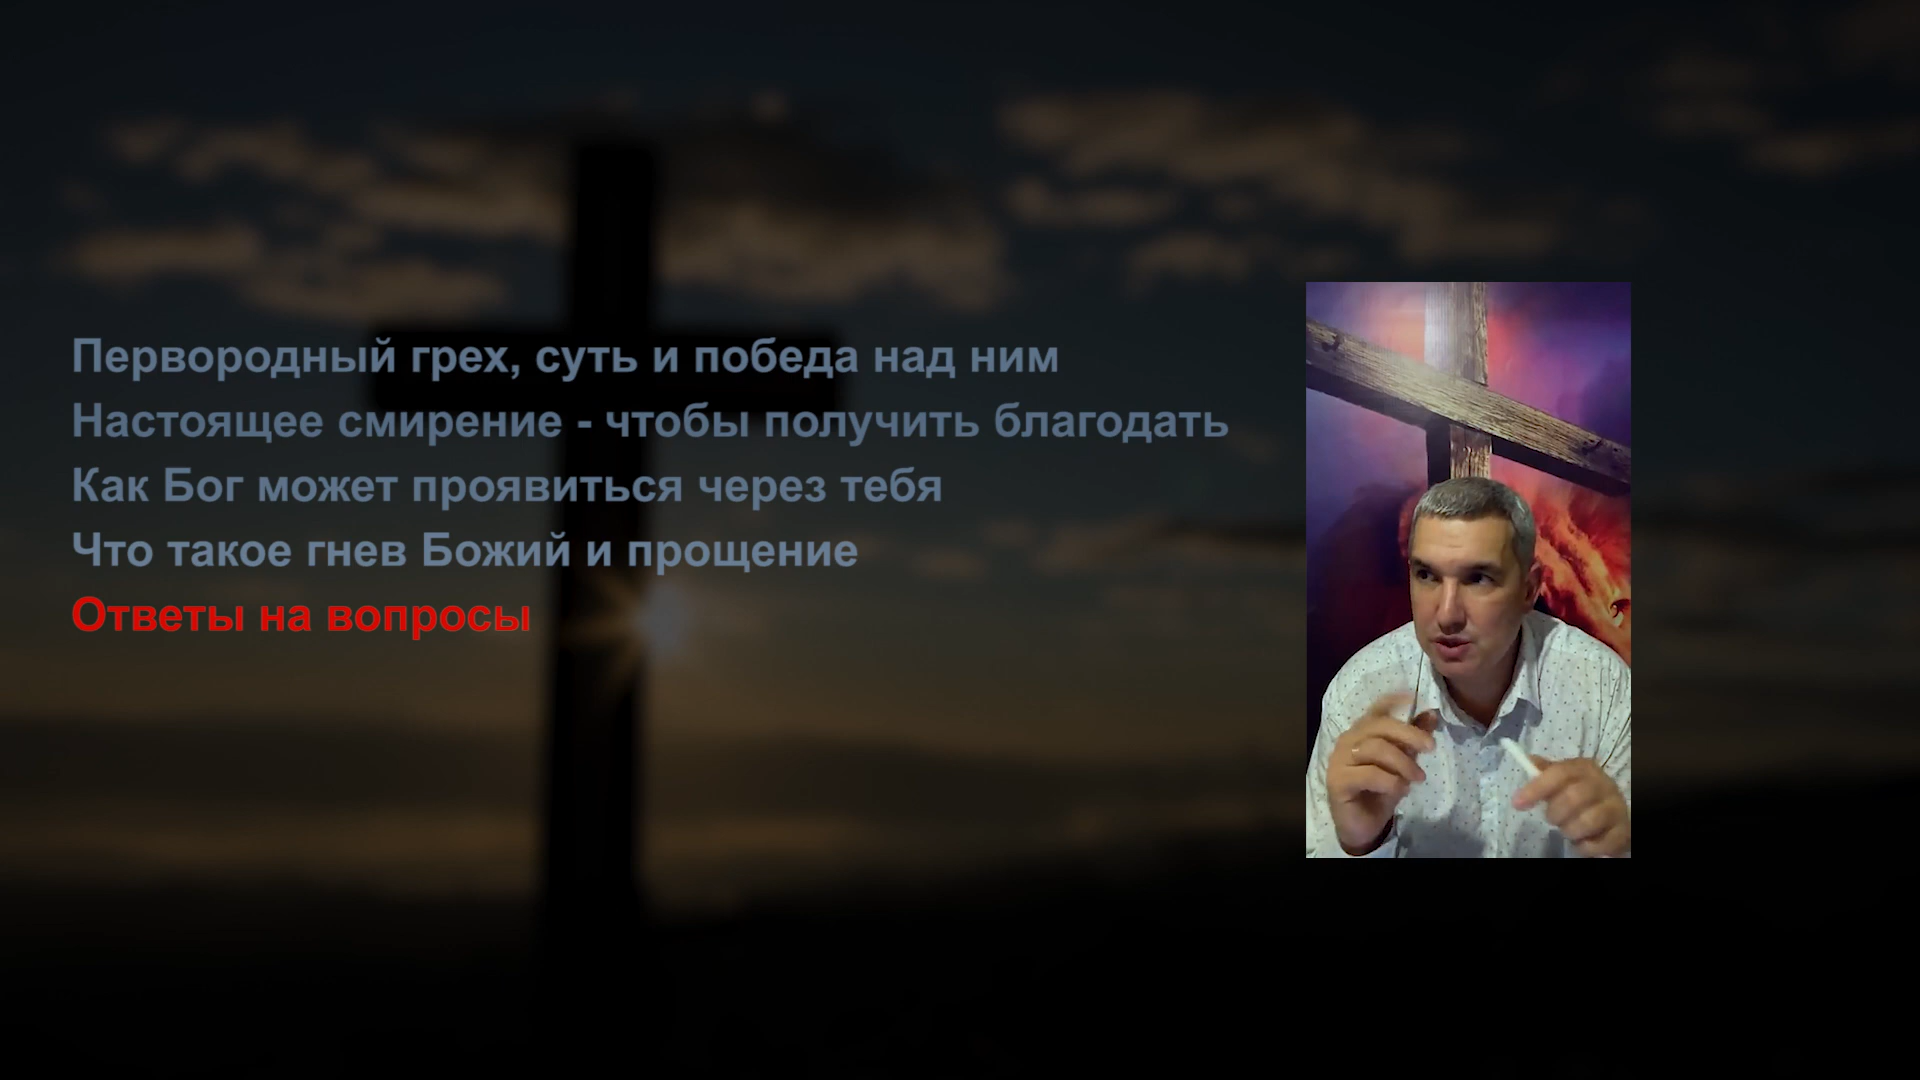 Первородный грех, суть и победа над ним
Настоящее смирение - чтобы получить благодать
Как Бог может проявиться через тебя
Что такое гнев Божий и прощение
Ответы на вопросы